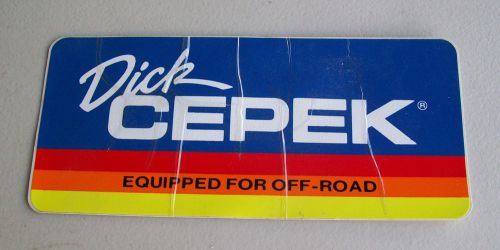 Dick
CEPEK®
EQUIPPED FOR OFF-ROAD